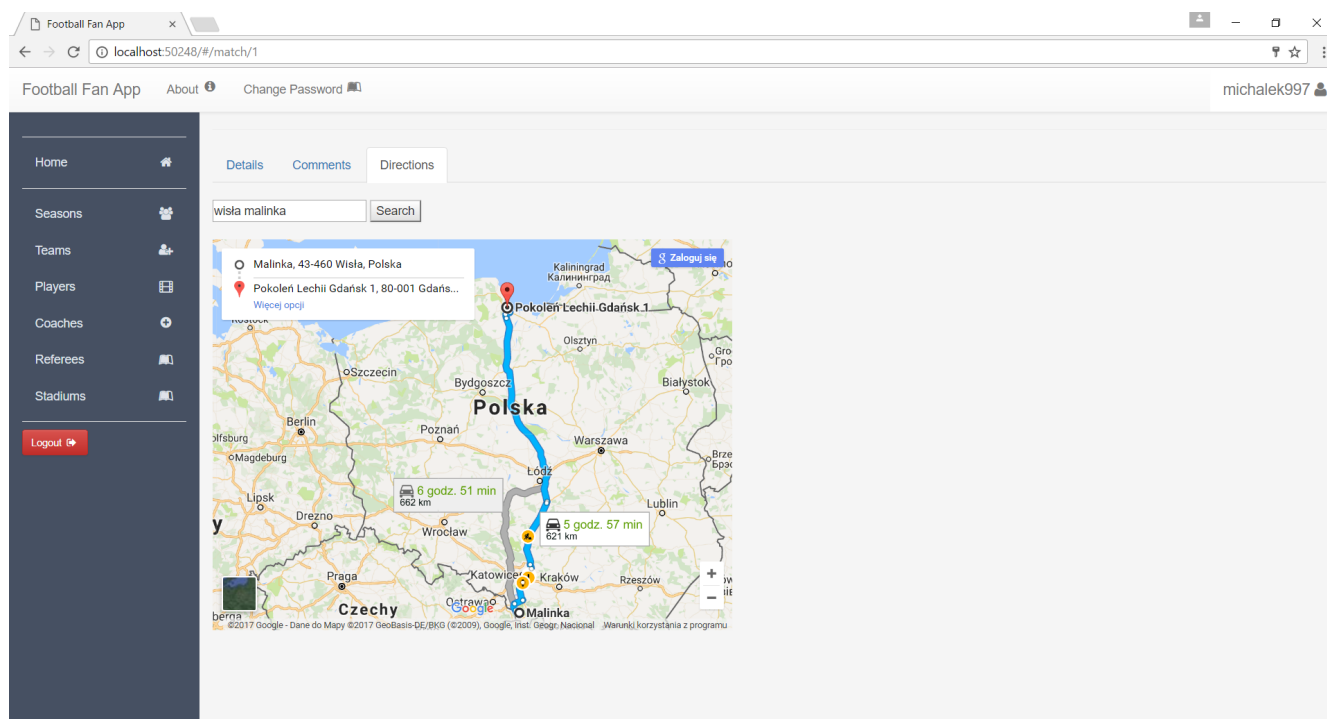 Football Fan App
localhost:50248/#/match/1
Football Fan App About Change Password michalek997
Home
Seasons
Teams
Players
Coaches
Referees
Stadiums
Logout
Details Comments Directions
wisła malinka Search
Malinka, 43-460 Wisła, Polska
Pokoleń Lechii Gdańsk 1, 80-001 Gdańs...
Więcej opcji
Zaloguj się
Kaliningrad
Калининград
Pokoleń Lechii Gdańsk 1
Rostock
Olsztyn
Szczecin
Bydgoszcz
Białystok
Polska
Berlin
Poznań
Warszawa
Magdeburg
Łódź
6 godz. 51 min
662 km
Lipsk
Lublin
Drezno
Wrocław
5 godz. 57 min
621 km
Praga
Katowice
Kraków
Rzeszów
Ostrawa
Czechy
Google
Malinka
©2017 Google - Dane do Mapy ©2017 GeoBasis-DE/BKG (©2009), Google, Inst. Geogr. Nacional Warunki korzystania z programu